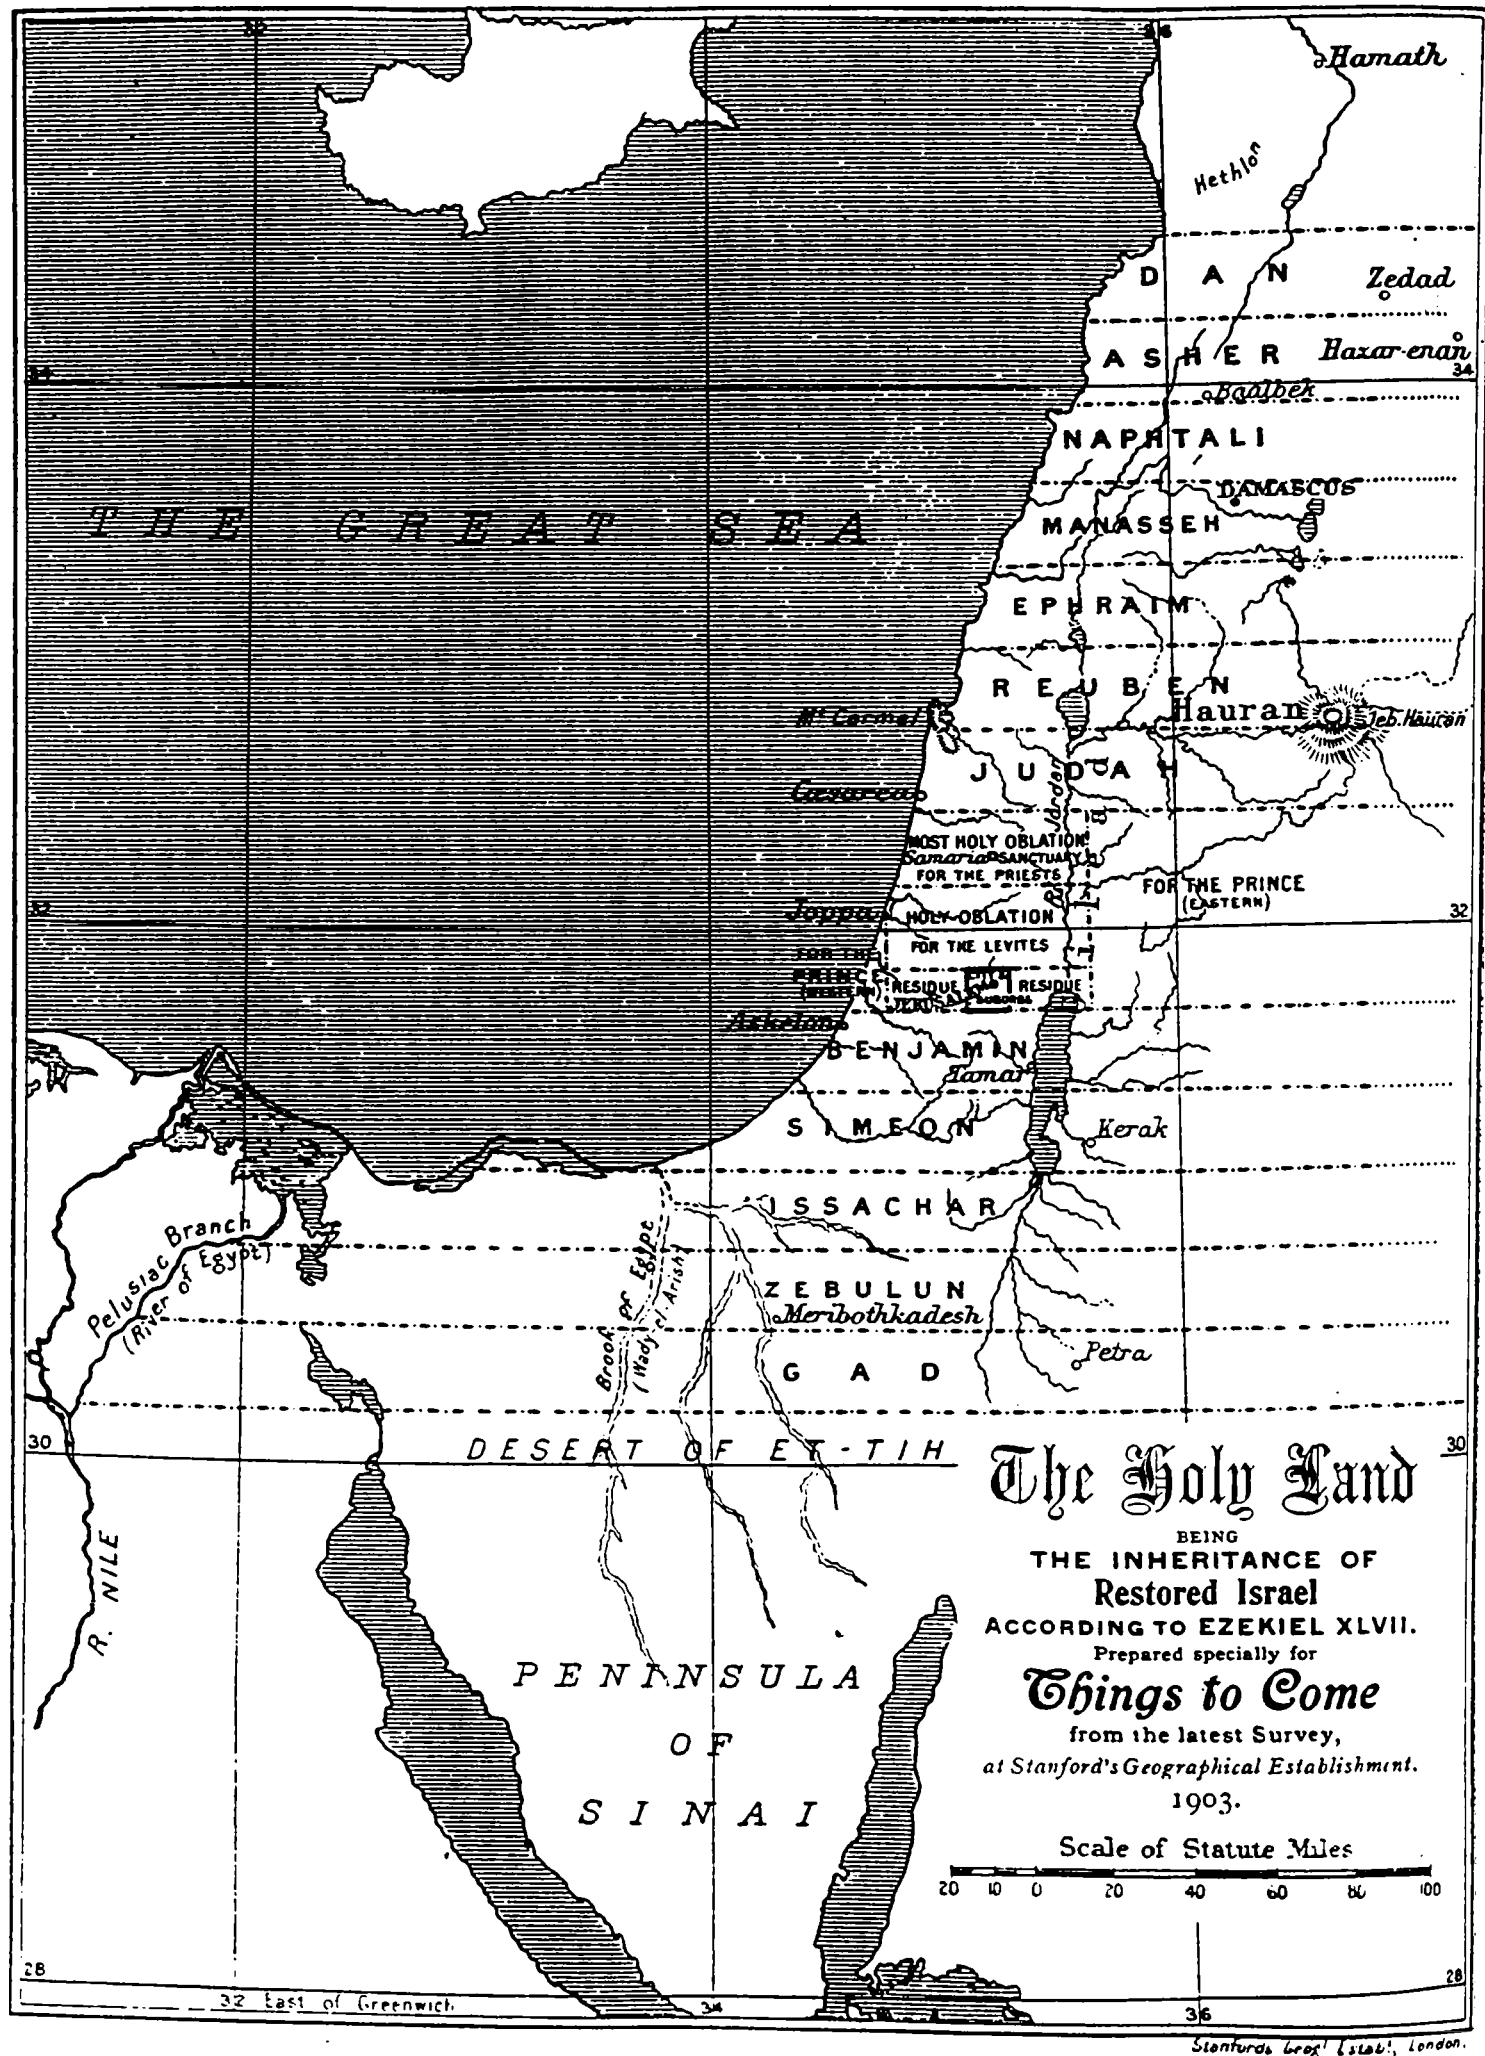 32
36
Hamath
Hethlon
DAN
Zedad
ASHER
Hazar-enan
34
34
Baalbek
NAPHTALI
DAMASCUS
THE GREAT SEA
MANASSEH
EPHRAIM
REUBEN
Mt Carmel
Hauran
Jeb. Hauran
JUDAH
Cæsarea
Jordan
R.
MOST HOLY OBLATION
Samaria SANCTUARY
FOR THE PRIESTS
FOR THE PRINCE
(EASTERN)
32
32
Joppa
HOLY OBLATION
FOR THE LEVITES
FOR THE
PRINCE
(WESTERN)
RESIDUE
RESIDUE
SUBURBS
Askelon
BENJAMIN
Tamar
SIMEON
Kerak
ISSACHAR
Pelusiac Branch
(River of Egypt)
Brook of Egypt
(Wady-el-Arish)
ZEBULUN
Meribothkadesh
Petra
GAD
30
30
DESERT OF ET-TIH
R. NILE
PENINSULA
OF
SINAI
The Holy Land
BEING
THE INHERITANCE OF
Restored Israel
ACCORDING TO EZEKIEL XLVII.
Prepared specially for
Things to Come
from the latest Survey,
at Stanford's Geographical Establishment.
1903.
Scale of Statute Miles
20 10 0 20 40 60 80 100
28
28
32 East of Greenwich
34
36
Stanfords Geog! Estab!, London.